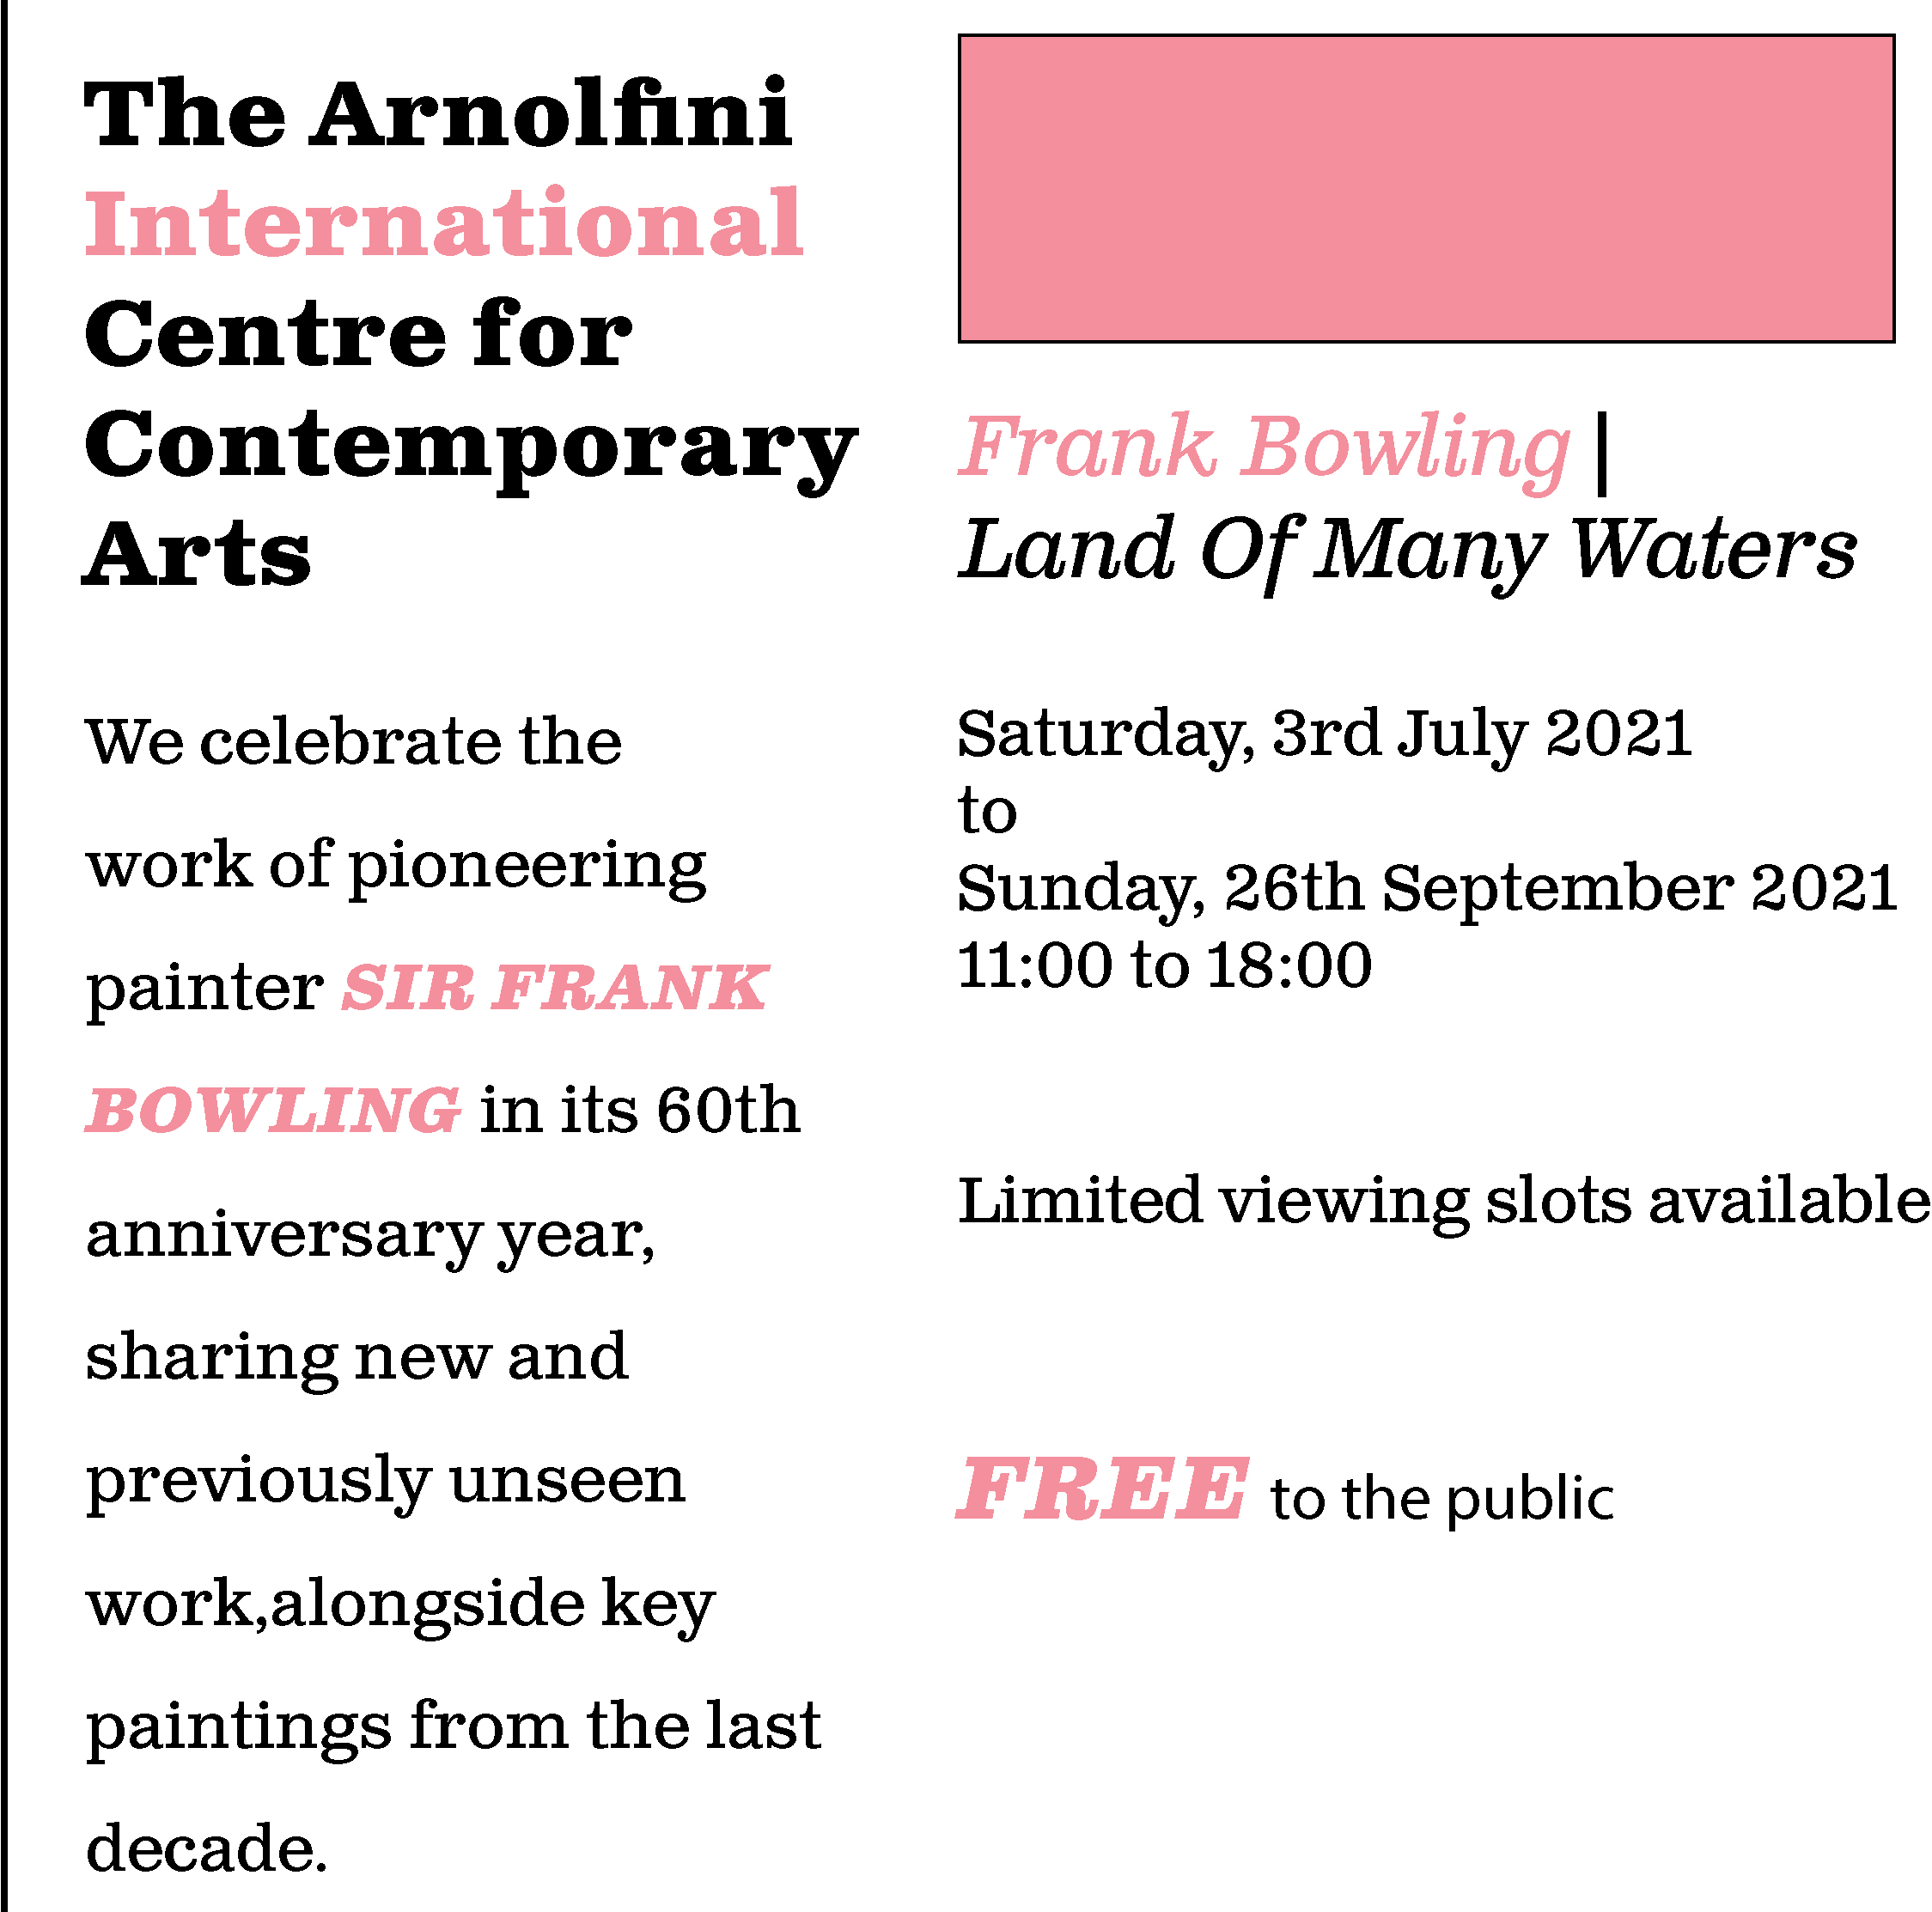 The Arnolfini
International
Centre for
Contemporary
Arts
We celebrate the
work of pioneering
painter SIR FRANK
BOWLING in its 60th
anniversary year,
sharing new and
previously unseen
work,alongside key
paintings from the last
decade.
Frank Bowling |
Land Of Many Waters
Saturday, 3rd July 2021
to
Sunday, 26th September 2021
11:00 to 18:00
Limited viewing slots available
FREE to the public